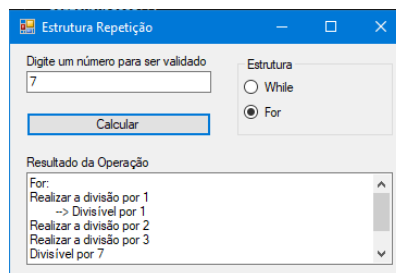 Estrutura Repetição
Digite um número para ser validado
7
Estrutura
While
For
Calcular
Resultado da Operação
For:
Realizar a divisão por 1
--> Divisível por 1
Realizar a divisão por 2
Realizar a divisão por 3
Divisível por 7